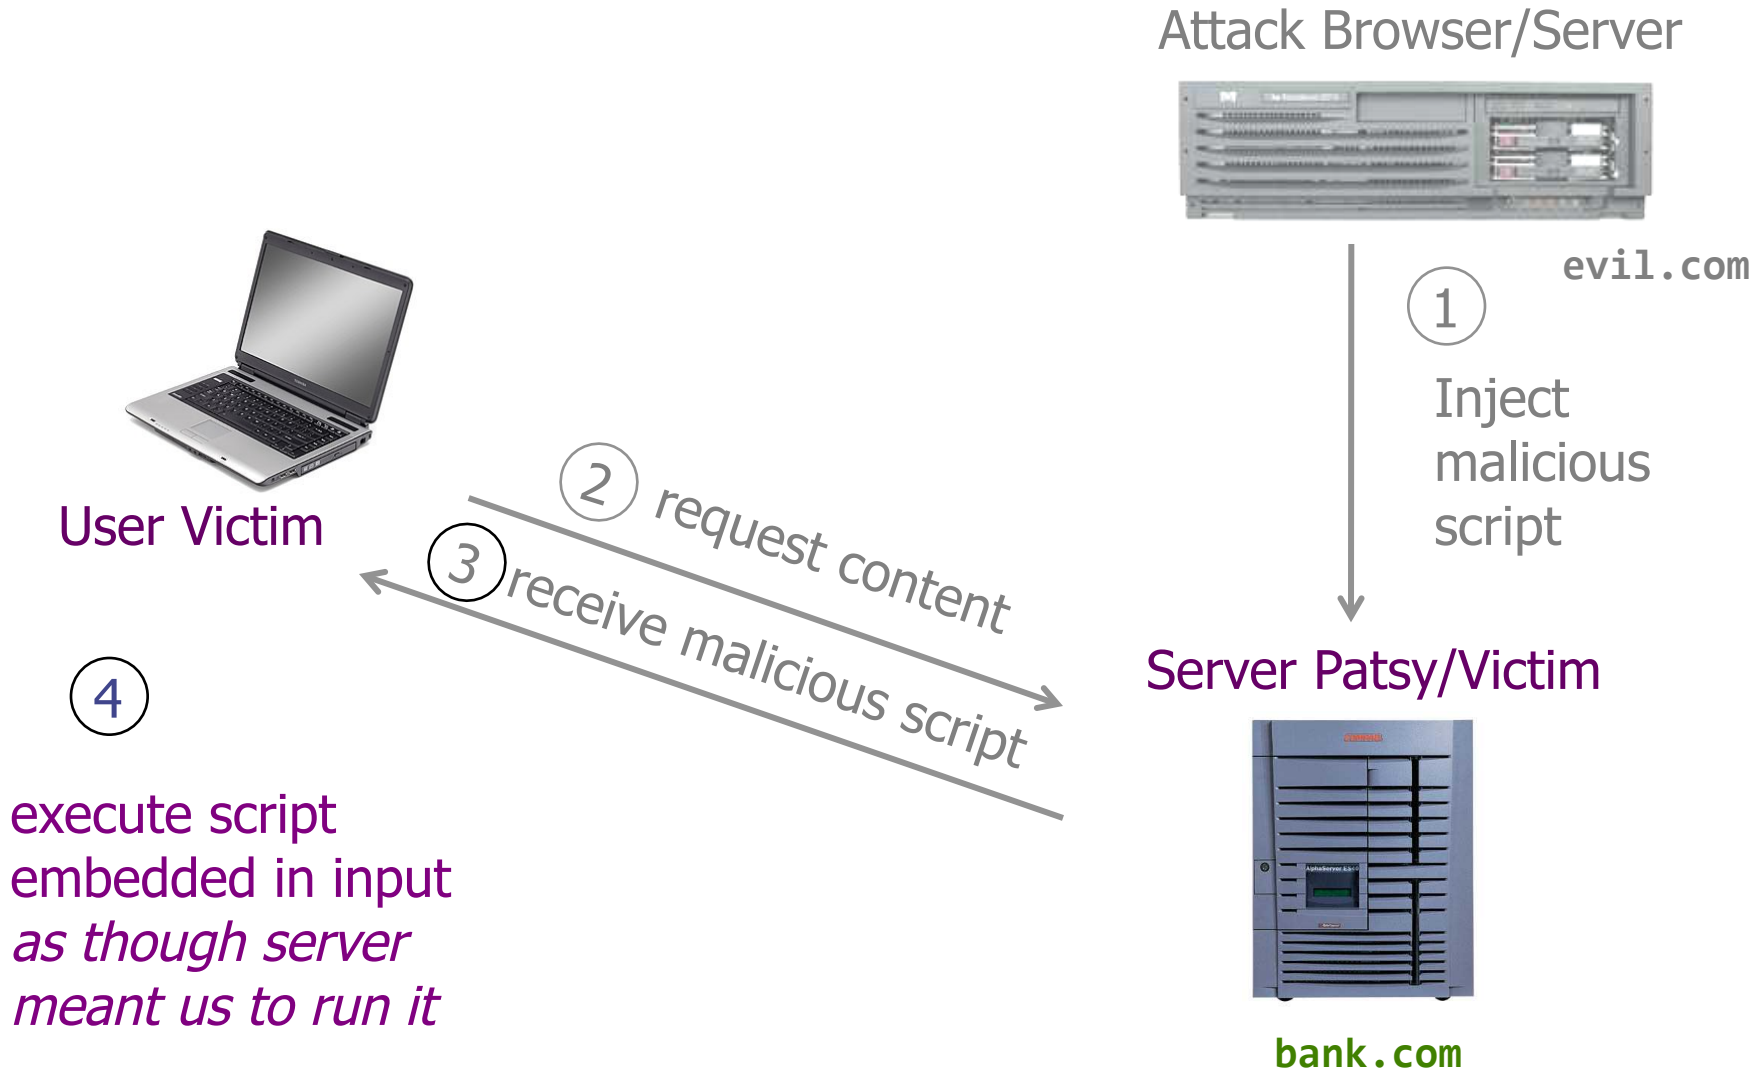 Attack Browser/Server
evil.com
1
Inject
malicious
script
User Victim
2 request content
3 receive malicious script
Server Patsy/Victim
4
execute script
embedded in input
as though server
meant us to run it
AlphaServer
bank.com